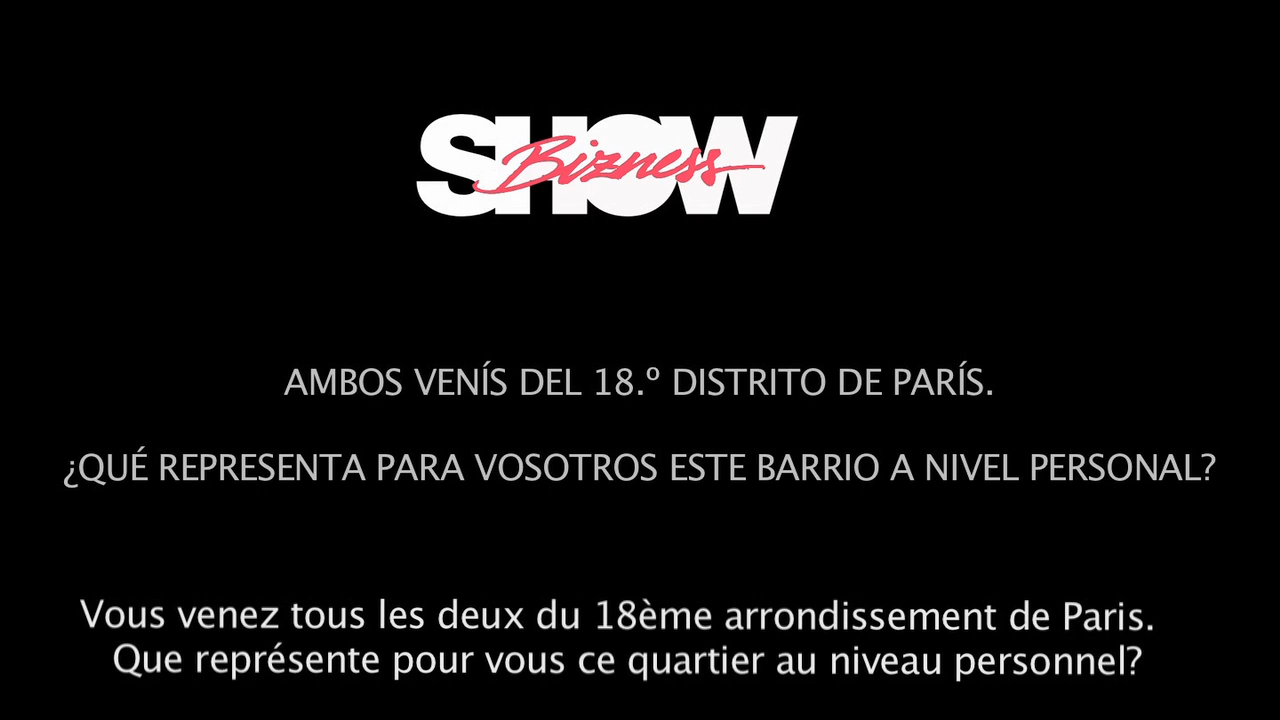 SHOW
Bizness
AMBOS VENÍS DEL 18.º DISTRITO DE PARÍS.
¿QUÉ REPRESENTA PARA VOSOTROS ESTE BARRIO A NIVEL PERSONAL?
Vous venez tous les deux du 18ème arrondissement de Paris.
Que représente pour vous ce quartier au niveau personnel?